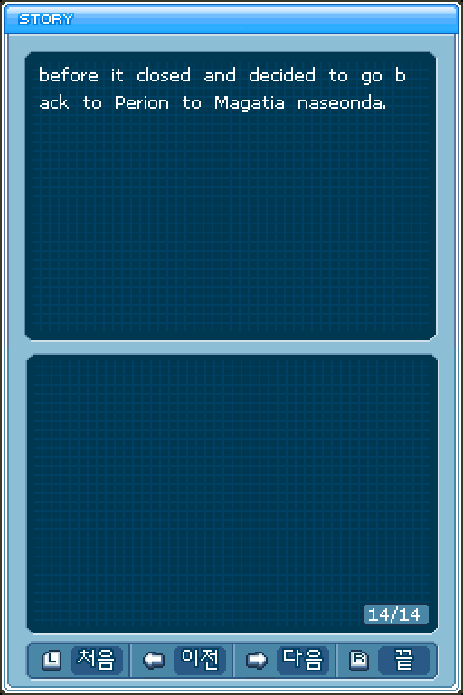 STORY
before it closed and decided to go b
ack to Perion to Magatia naseonda.
14/14
L 처음 이전 다음 R 끝